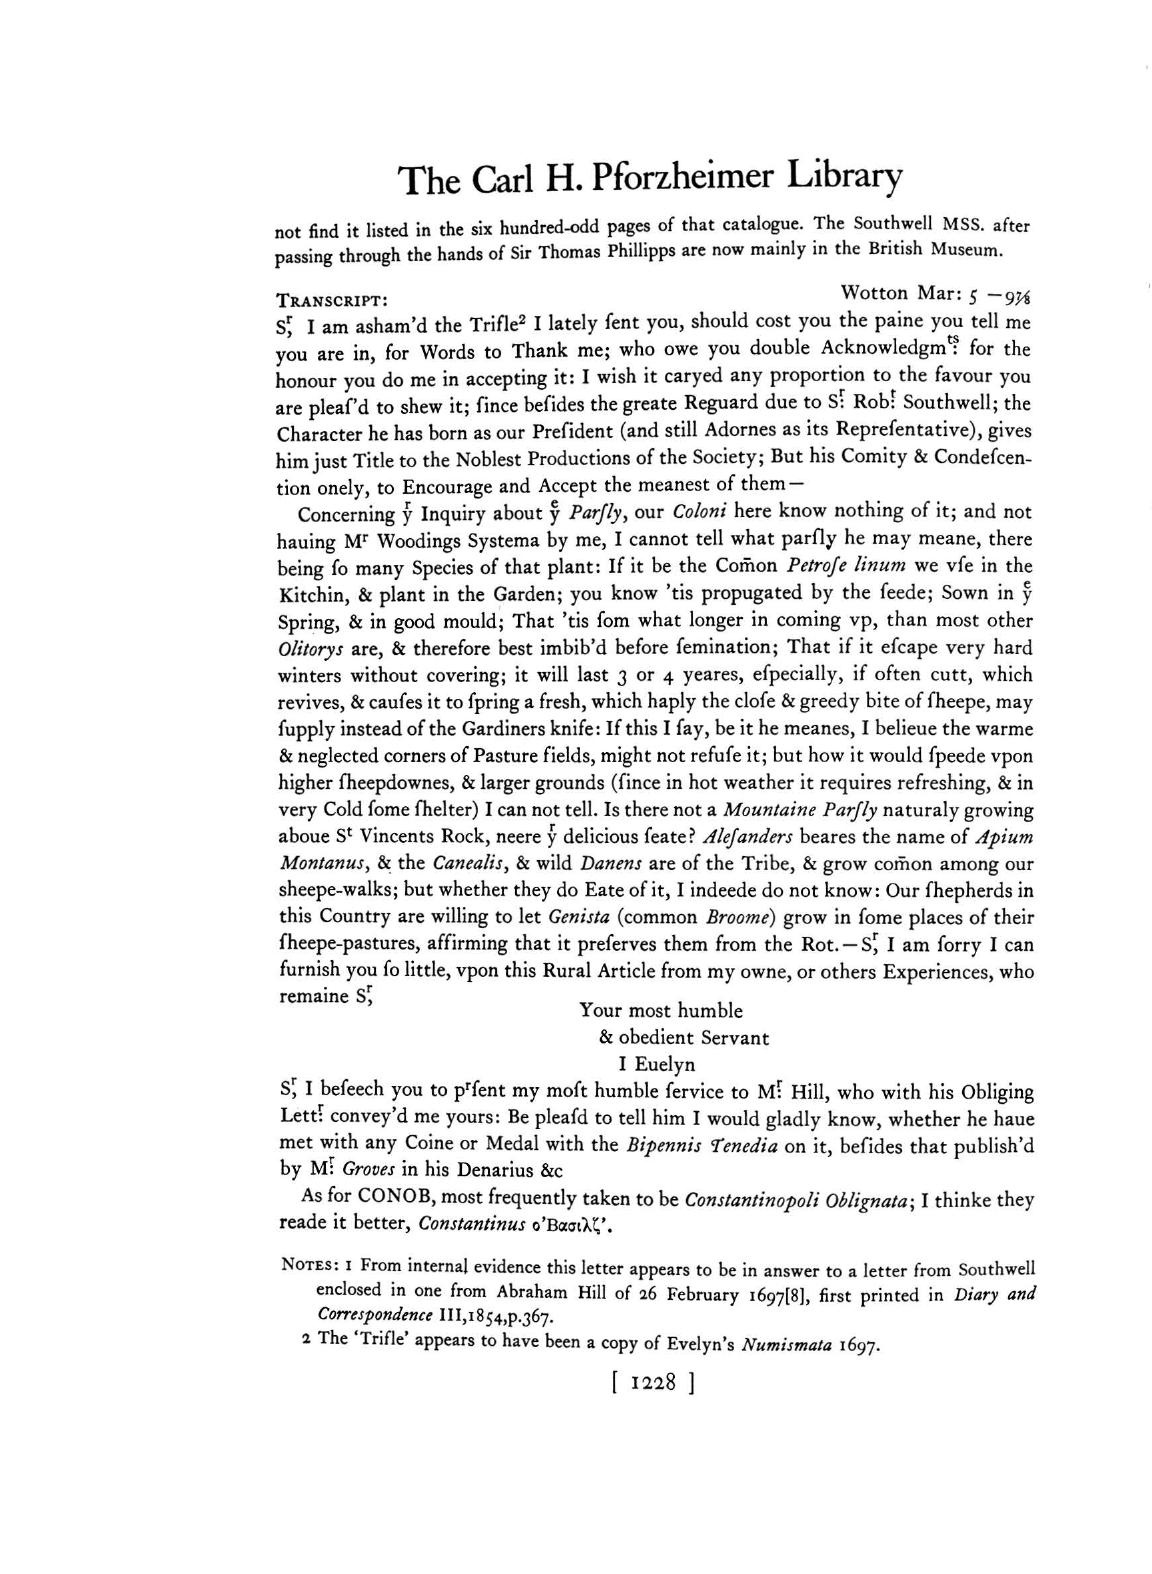 The Carl H. Pforzheimer Library
not find it listed in the six hundred-odd pages of that catalogue. The Southwell MSS. after
passing through the hands of Sir Thomas Phillipps are now mainly in the British Museum.
TRANSCRIPT: Wotton Mar: 5 —97/8
Sʳ, I am asham'd the Trifle² I lately ſent you, should cost you the paine you tell me
you are in, for Words to Thank me; who owe you double Acknowledgmᵗˢ: for the
honour you do me in accepting it: I wish it caryed any proportion to the favour you
are pleaſ'd to shew it; ſince beſides the greate Reguard due to Sʳ: Robᵗ: Southwell; the
Character he has born as our Preſident (and still Adornes as its Repreſentative), gives
him just Title to the Noblest Productions of the Society; But his Comity & Condeſcen-
tion onely, to Encourage and Accept the meanest of them—
Concerning yʳ Inquiry about yᵉ Parſly, our Coloni here know nothing of it; and not
hauing Mʳ Woodings Systema by me, I cannot tell what parſly he may meane, there
being ſo many Species of that plant: If it be the Com̄on Petroſe linum we vſe in the
Kitchin, & plant in the Garden; you know 'tis propugated by the ſeede; Sown in yᵉ
Spring, & in good mould; That 'tis ſom what longer in coming vp, than most other
Olitorys are, & therefore best imbib'd before ſemination; That if it eſcape very hard
winters without covering; it will last 3 or 4 yeares, eſpecially, if often cutt, which
revives, & cauſes it to ſpring a fresh, which haply the cloſe & greedy bite of ſheepe, may
ſupply instead of the Gardiners knife: If this I ſay, be it he meanes, I belieue the warme
& neglected corners of Pasture fields, might not refuſe it; but how it would ſpeede vpon
higher ſheepdownes, & larger grounds (ſince in hot weather it requires refreshing, & in
very Cold ſome ſhelter) I can not tell. Is there not a Mountaine Parſly naturaly growing
aboue Sᵗ Vincents Rock, neere yʳ delicious ſeate? Aleſanders beares the name of Apium
Montanus, & the Canealis, & wild Danens are of the Tribe, & grow com̄on among our
sheepe-walks; but whether they do Eate of it, I indeede do not know: Our ſhepherds in
this Country are willing to let Genista (common Broome) grow in ſome places of their
ſheepe-pastures, affirming that it preſerves them from the Rot.—Sʳ, I am ſorry I can
furnish you ſo little, vpon this Rural Article from my owne, or others Experiences, who
remaine Sʳ,
Your most humble
& obedient Servant
I Euelyn
Sʳ, I beſeech you to pʳſent my moſt humble ſervice to Mʳ: Hill, who with his Obliging
Lettʳ: convey'd me yours: Be pleaſd to tell him I would gladly know, whether he haue
met with any Coine or Medal with the Bipennis Tenedia on it, beſides that publish'd
by Mʳ: Groves in his Denarius &c
As for CONOB, most frequently taken to be Constantinopoli Oblignata; I thinke they
reade it better, Constantinus ο'Βασιλζ'.
NOTES: 1 From internal evidence this letter appears to be in answer to a letter from Southwell
enclosed in one from Abraham Hill of 26 February 1697[8], first printed in Diary and
Correspondence III,1854,p.367.
2 The 'Trifle' appears to have been a copy of Evelyn's Numismata 1697.
[ 1228 ]